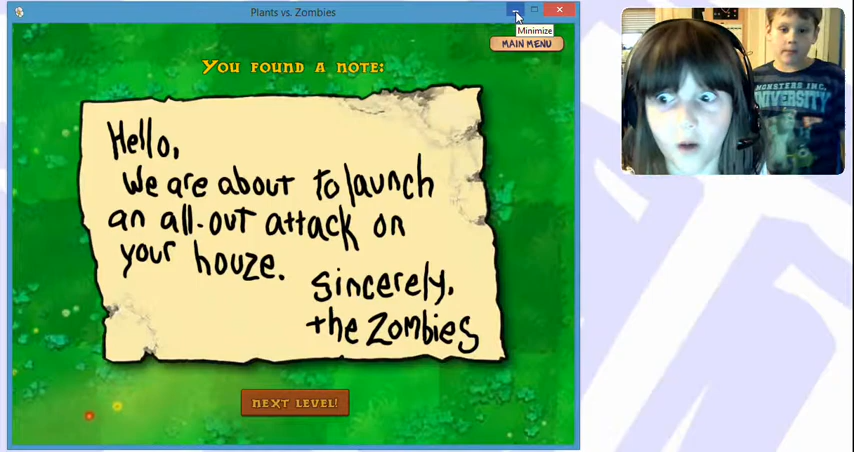 Plants vs. Zombies
Minimize
MAIN MENU
YOU FOUND A NOTE:
Hello,
We are about to launch
an all-out attack on
your houze.
Sincerely,
the Zombies
NEXT LEVEL!
MONSTERS INC.
UNIVERSITY